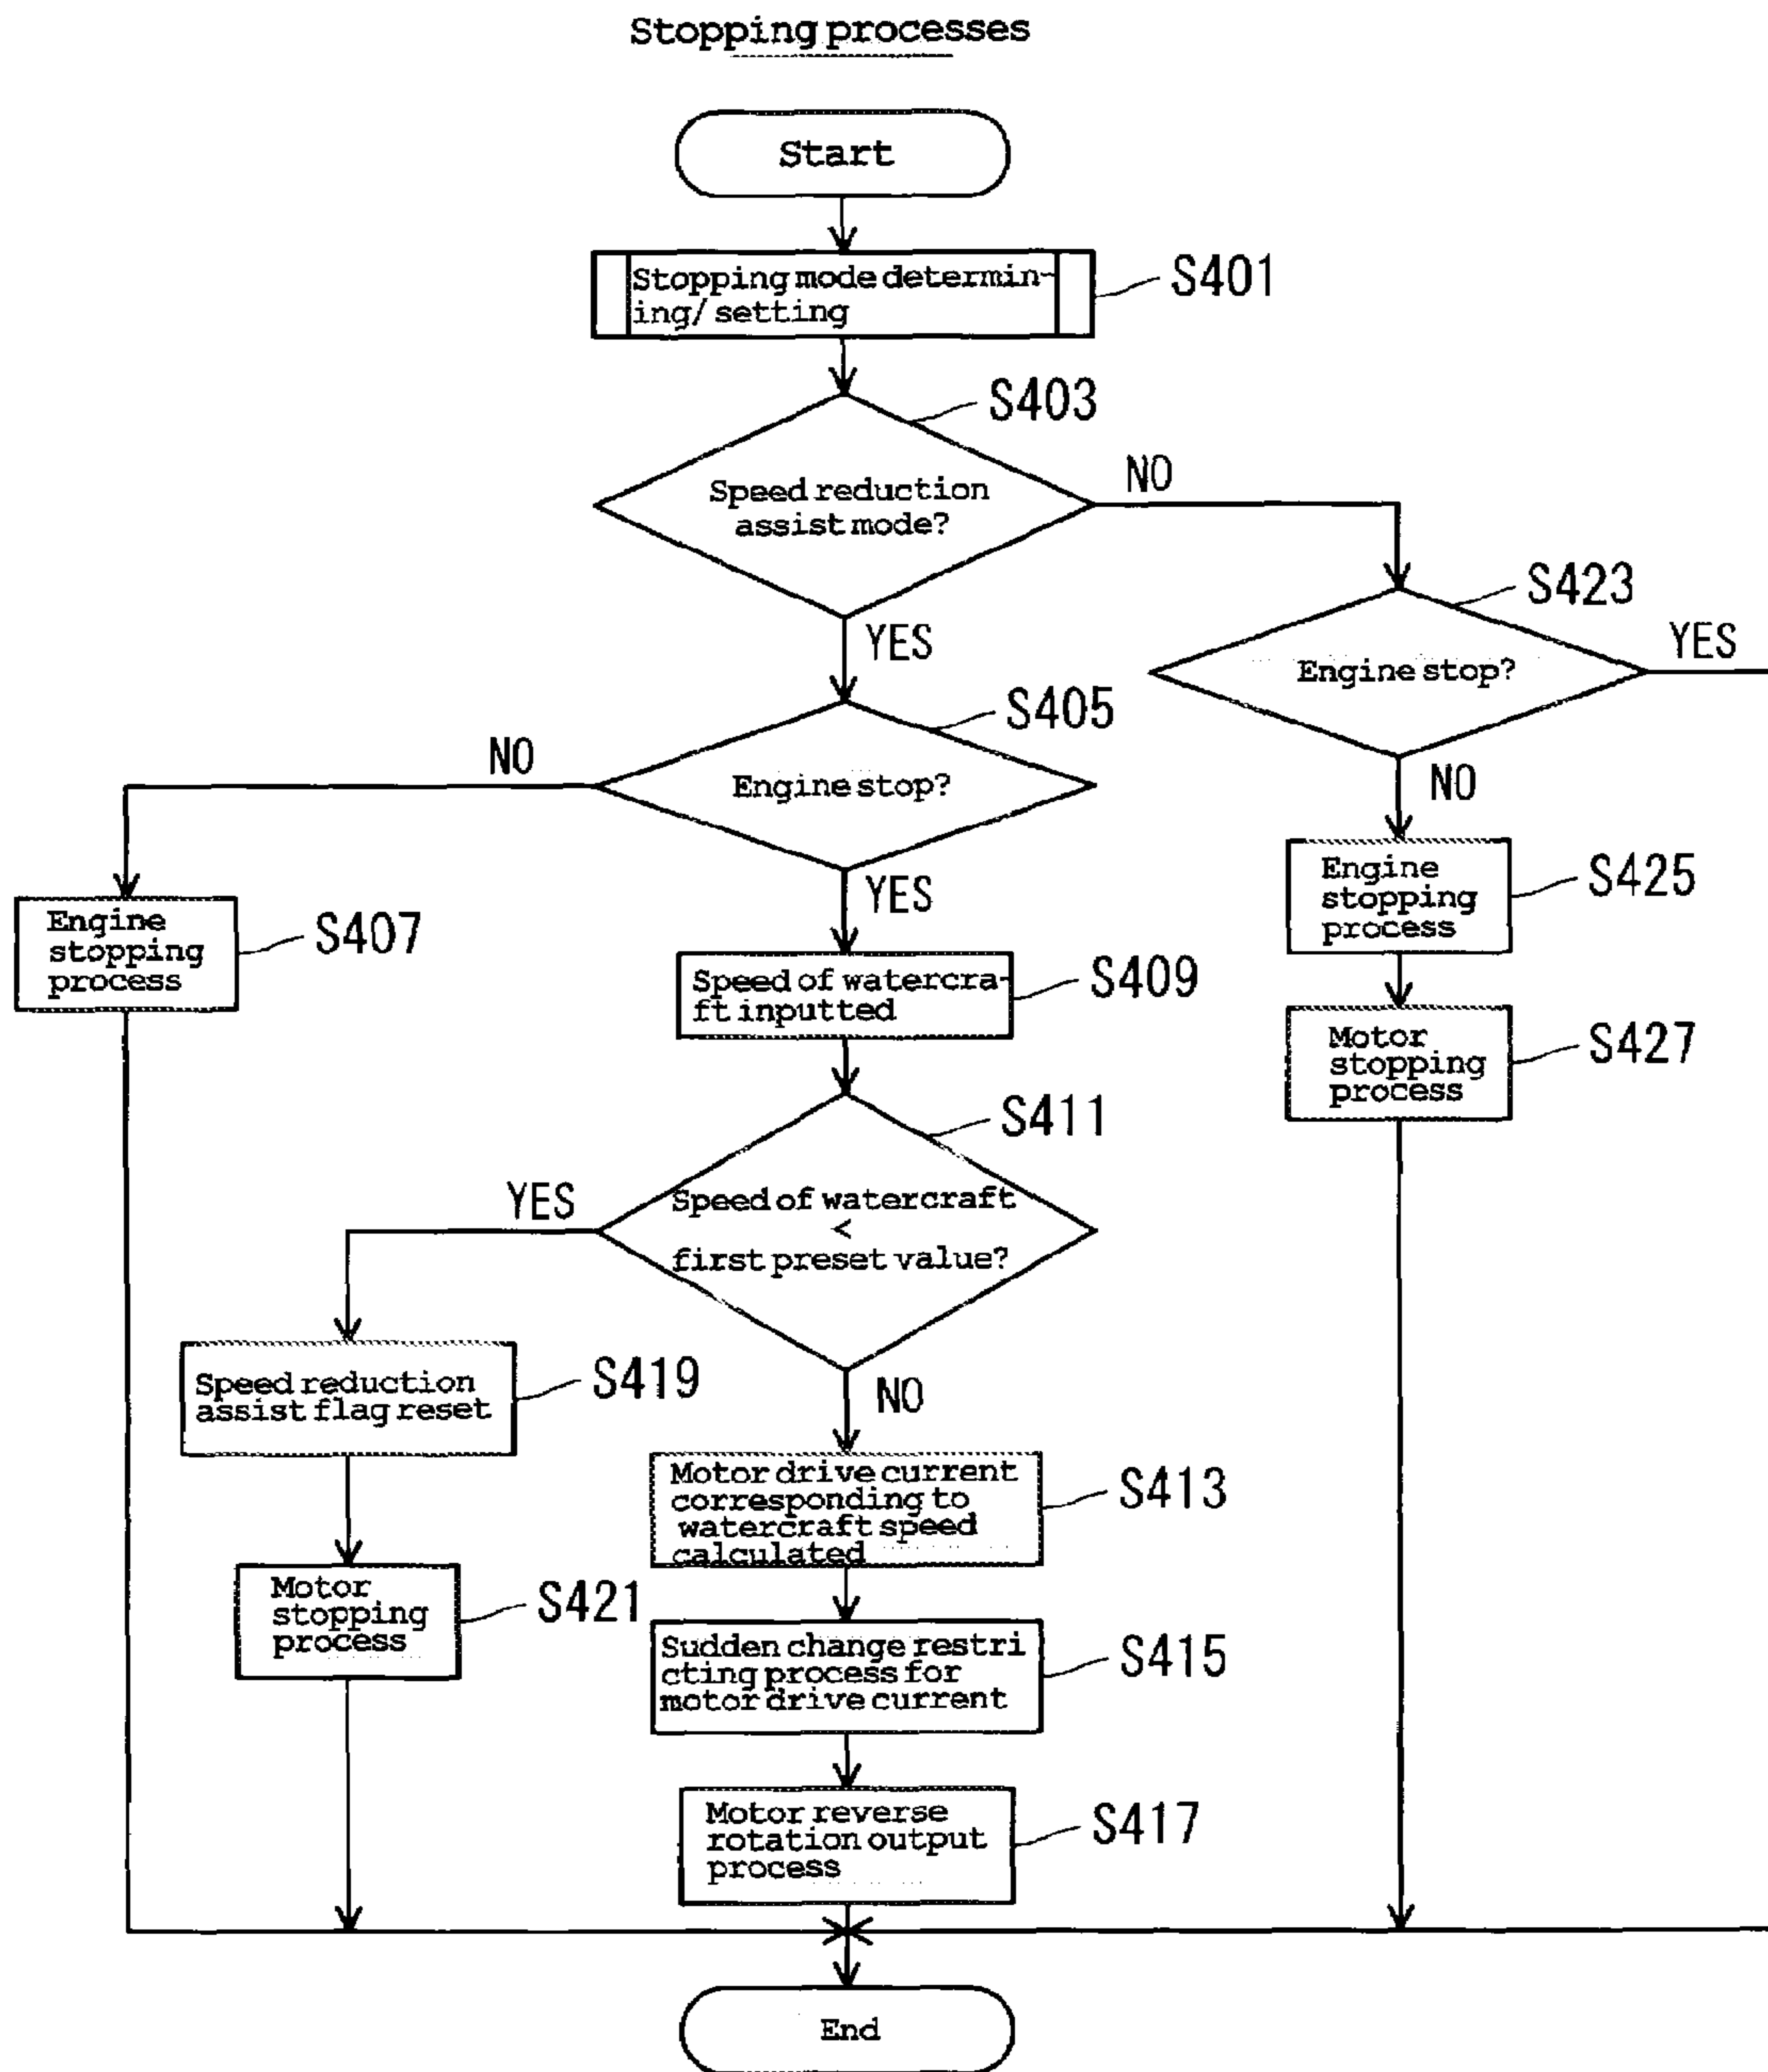 Stopping processes
Start
Stopping mode determin-
ing/setting
S401
S403
Speed reduction
assist mode?
NO
YES
S423
Engine stop?
YES
NO
S405
Engine stop?
NO
YES
Engine
stopping
process
S407
Engine
stopping
process
S425
Speed of watercra-
ft inputted
S409
Motor
stopping
process
S427
S411
Speed of watercraft
<
first preset value?
YES
NO
Speed reduction
assist flag reset
S419
Motor drive current
corresponding to
watercraft speed
calculated
S413
Motor
stopping
process
S421
Sudden change restri
cting process for
motor drive current
S415
Motor reverse
rotation output
process
S417
End